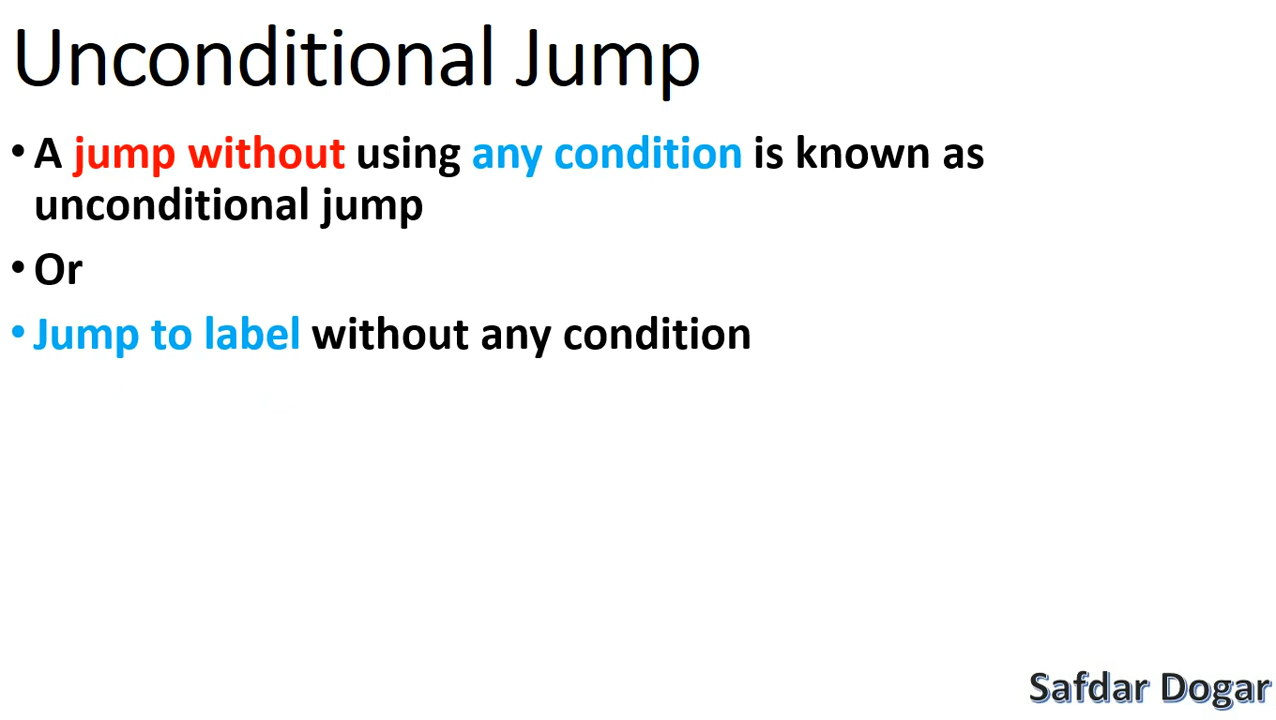 Unconditional Jump
• A jump without using any condition is known as
unconditional jump
• Or
• Jump to label without any condition
Safdar Dogar